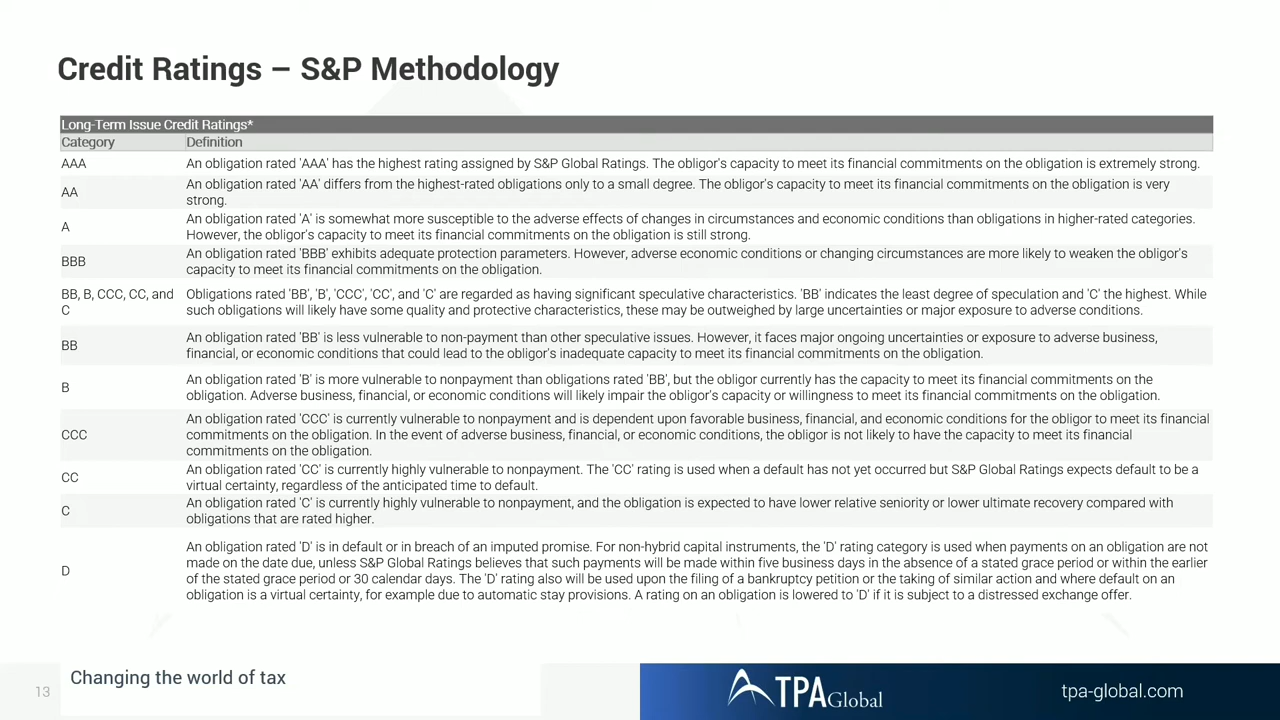 Credit Ratings – S&P Methodology
Long-Term Issue Credit Ratings*
Category Definition
AAA An obligation rated 'AAA' has the highest rating assigned by S&P Global Ratings. The obligor's capacity to meet its financial commitments on the obligation is extremely strong.
AA An obligation rated 'AA' differs from the highest-rated obligations only to a small degree. The obligor's capacity to meet its financial commitments on the obligation is very
strong.
A An obligation rated 'A' is somewhat more susceptible to the adverse effects of changes in circumstances and economic conditions than obligations in higher-rated categories.
However, the obligor's capacity to meet its financial commitments on the obligation is still strong.
BBB An obligation rated 'BBB' exhibits adequate protection parameters. However, adverse economic conditions or changing circumstances are more likely to weaken the obligor's
capacity to meet its financial commitments on the obligation.
BB, B, CCC, CC, and Obligations rated 'BB', 'B', 'CCC', 'CC', and 'C' are regarded as having significant speculative characteristics. 'BB' indicates the least degree of speculation and 'C' the highest. While
C such obligations will likely have some quality and protective characteristics, these may be outweighed by large uncertainties or major exposure to adverse conditions.
BB An obligation rated 'BB' is less vulnerable to non-payment than other speculative issues. However, it faces major ongoing uncertainties or exposure to adverse business,
financial, or economic conditions that could lead to the obligor's inadequate capacity to meet its financial commitments on the obligation.
B An obligation rated 'B' is more vulnerable to nonpayment than obligations rated 'BB', but the obligor currently has the capacity to meet its financial commitments on the
obligation. Adverse business, financial, or economic conditions will likely impair the obligor's capacity or willingness to meet its financial commitments on the obligation.
CCC An obligation rated 'CCC' is currently vulnerable to nonpayment and is dependent upon favorable business, financial, and economic conditions for the obligor to meet its financial
commitments on the obligation. In the event of adverse business, financial, or economic conditions, the obligor is not likely to have the capacity to meet its financial
commitments on the obligation.
CC An obligation rated 'CC' is currently highly vulnerable to nonpayment. The 'CC' rating is used when a default has not yet occurred but S&P Global Ratings expects default to be a
virtual certainty, regardless of the anticipated time to default.
C An obligation rated 'C' is currently highly vulnerable to nonpayment, and the obligation is expected to have lower relative seniority or lower ultimate recovery compared with
obligations that are rated higher.
D An obligation rated 'D' is in default or in breach of an imputed promise. For non-hybrid capital instruments, the 'D' rating category is used when payments on an obligation are not
made on the date due, unless S&P Global Ratings believes that such payments will be made within five business days in the absence of a stated grace period or within the earlier
of the stated grace period or 30 calendar days. The 'D' rating also will be used upon the filing of a bankruptcy petition or the taking of similar action and where default on an
obligation is a virtual certainty, for example due to automatic stay provisions. A rating on an obligation is lowered to 'D' if it is subject to a distressed exchange offer.
13 Changing the world of tax
TPA Global
tpa-global.com